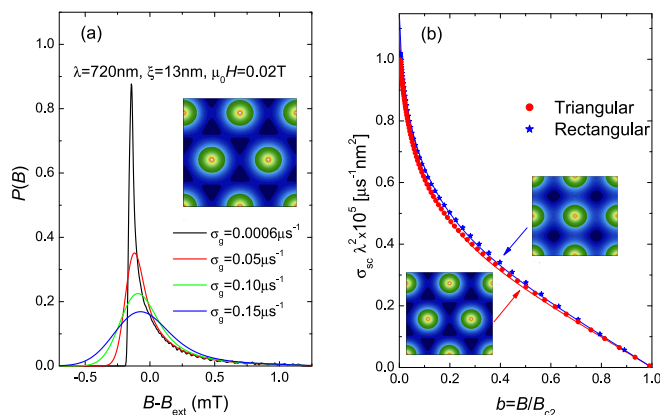 (a)
λ=720nm, ξ=13nm, μ₀H=0.02T
σg=0.0006μs⁻¹
σg=0.05μs⁻¹
σg=0.10μs⁻¹
σg=0.15μs⁻¹
P(B)
1.0
0.8
0.6
0.4
0.2
0.0
-0.5 0.0 0.5 1.0
B-Bext (mT)
(b)
Triangular
Rectangular
σsc λ²x10⁵ [μs⁻¹nm²]
1.0
0.8
0.6
0.4
0.2
0.0
0.0 0.2 0.4 0.6 0.8 1.0
b=B/Bc2